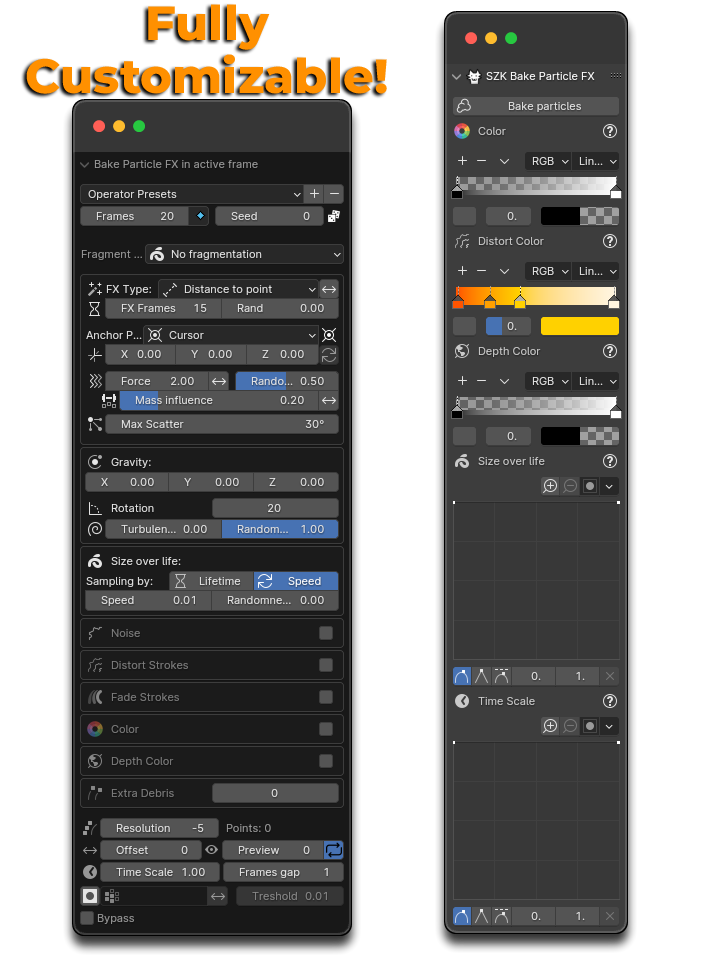 Fully
Customizable!
Bake Particle FX in active frame
Operator Presets
Frames 20 Seed 0
Fragment ... No fragmentation
FX Type: Distance to point
FX Frames 15 Rand 0.00
Anchor P... Cursor
X 0.00 Y 0.00 Z 0.00
Force 2.00 Rando... 0.50
Mass influence 0.20
Max Scatter 30°
Gravity:
X 0.00 Y 0.00 Z 0.00
Rotation 20
Turbulen... 0.00 Random... 1.00
Size over life:
Sampling by: Lifetime Speed
Speed 0.01 Randomne... 0.00
Noise
Distort Strokes
Fade Strokes
Color
Depth Color
Extra Debris 0
Resolution -5 Points: 0
Offset 0 Preview 0
Time Scale 1.00 Frames gap 1
Treshold 0.01
Bypass
SZK Bake Particle FX
Bake particles
Color
RGB Lin...
0.
Distort Color
RGB Lin...
0.
Depth Color
RGB Lin...
0.
Size over life
0. 1.
Time Scale
0. 1.